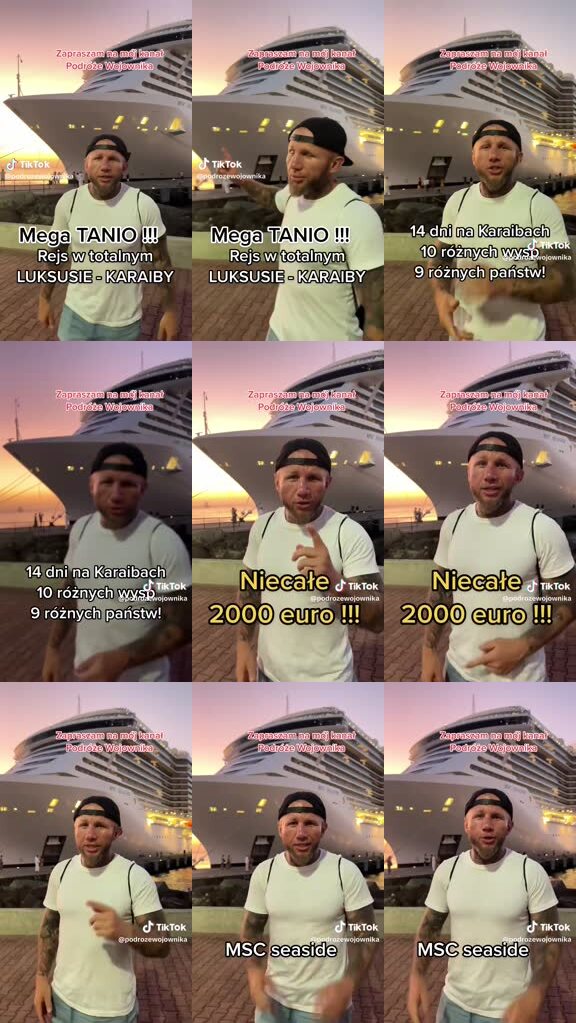 Zapraszam na mój kanał
Podróże Wojownika
TikTok
@podrozewojownika
Mega TANIO !!!
Rejs w totalnym
LUKSUSIE - KARAIBY
Zapraszam na mój kanał
Podróże Wojownika
TikTok
@podrozewojownika
Mega TANIO !!!
Rejs w totalnym
LUKSUSIE - KARAIBY
Zapraszam na mój kanał
Podróże Wojownika
14 dni na Karaibach
10 różnych wysp
TikTok
@podrozewojownika
9 różnych państw!
Zapraszam na mój kanał
Podróże Wojownika
14 dni na Karaibach
10 różnych wysp
TikTok
@podrozewojownika
9 różnych państw!
Zapraszam na mój kanał
Podróże Wojownika
Niecałe
TikTok
@podrozewojownika
2000 euro !!!
Zapraszam na mój kanał
Podróże Wojownika
Niecałe
TikTok
@podrozewojownika
2000 euro !!!
Zapraszam na mój kanał
Podróże Wojownika
TikTok
@podrozewojownika
Zapraszam na mój kanał
Podróże Wojownika
TikTok
@podrozewojownika
MSC seaside
Zapraszam na mój kanał
Podróże Wojownika
TikTok
@podrozewojownika
MSC seaside